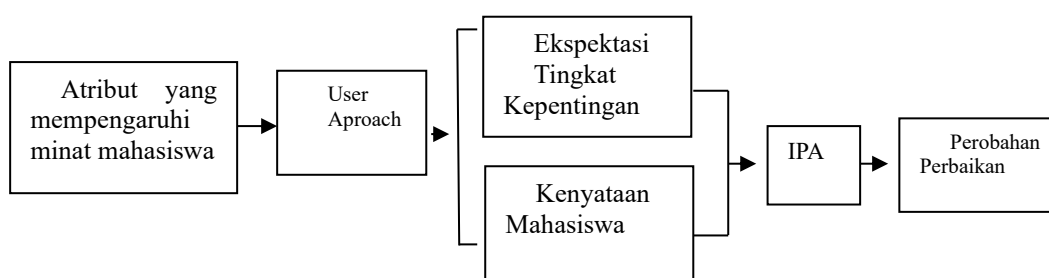 Atribut yang
mempengaruhi
minat mahasiswa
User
Aproach
Ekspektasi
Tingkat
Kepentingan
Kenyataan
Mahasiswa
IPA
Perobahan
Perbaikan